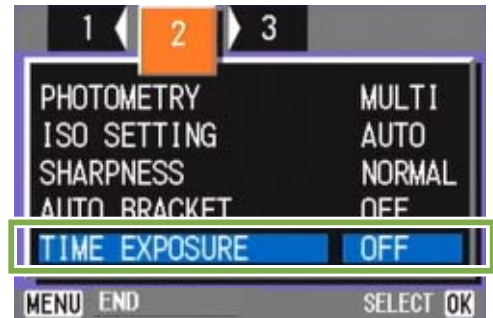 1 2 3
PHOTOMETRY MULTI
ISO SETTING AUTO
SHARPNESS NORMAL
AUTO BRACKET OFF
TIME EXPOSURE OFF
MENU END SELECT OK